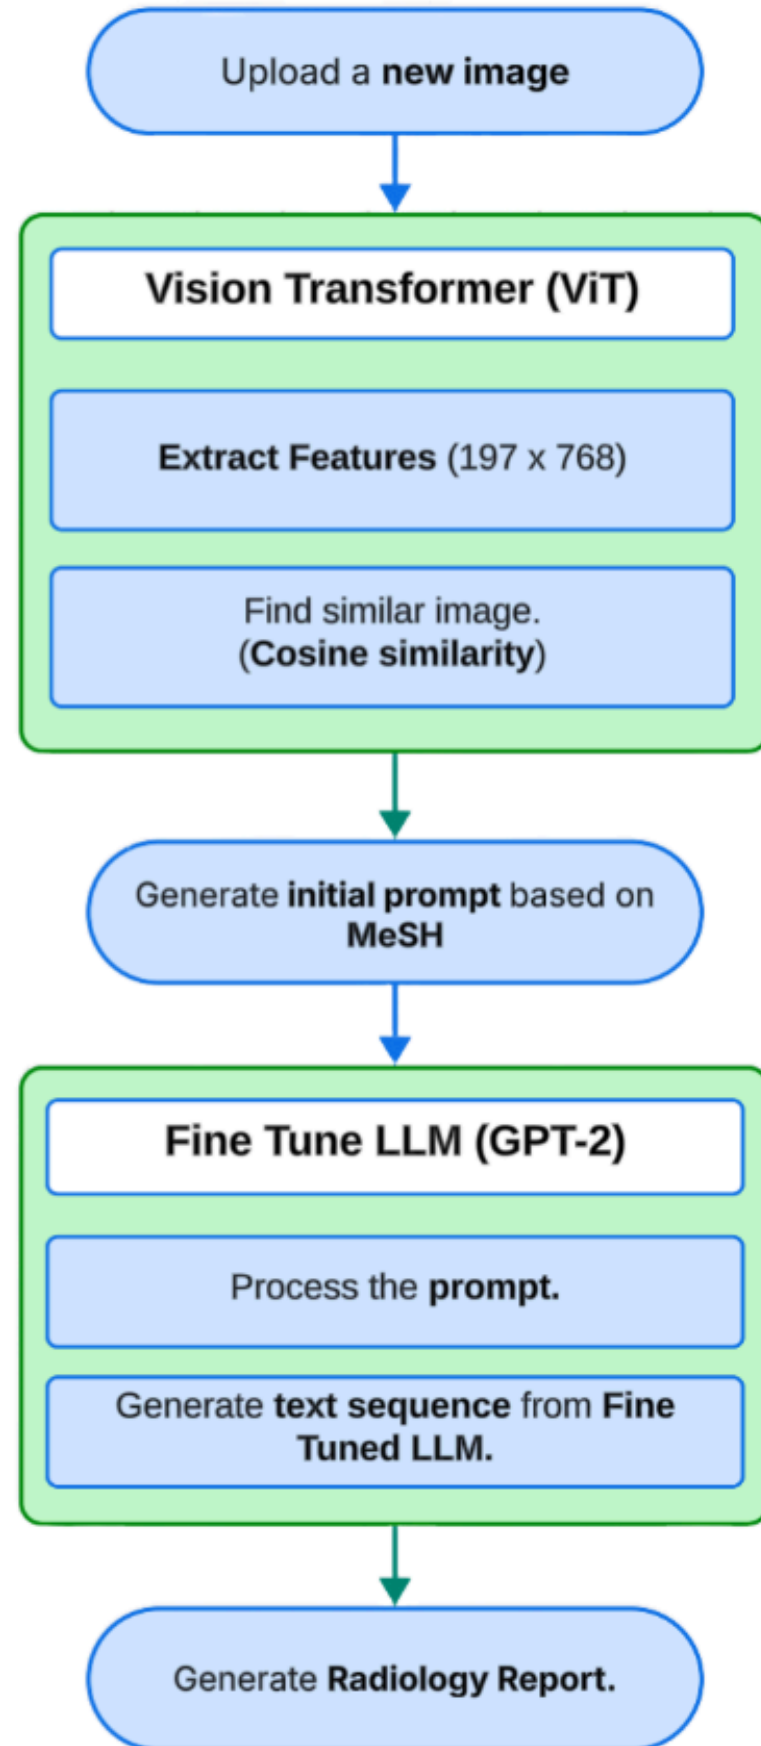 Upload a new image
Vision Transformer (ViT)
Extract Features (197 x 768)
Find similar image.
(Cosine similarity)
Generate initial prompt based on
MeSH
Fine Tune LLM (GPT-2)
Process the prompt.
Generate text sequence from Fine
Tuned LLM.
Generate Radiology Report.